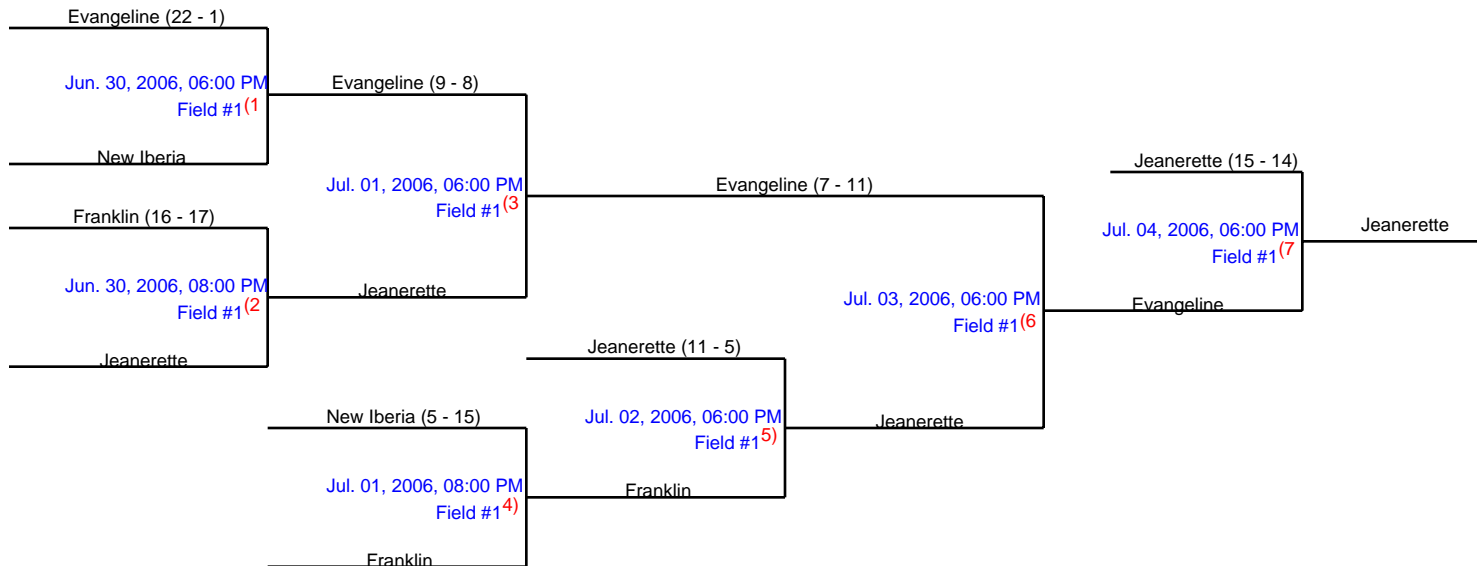 Evangeline (22 - 1)
Jun. 30, 2006, 06:00 PM
Field #1(1
New Iberia
Evangeline (9 - 8)
Jul. 01, 2006, 06:00 PM
Field #1(3
Franklin (16 - 17)
Jun. 30, 2006, 08:00 PM
Field #1(2
Jeanerette
Jeanerette
Evangeline (7 - 11)
Jul. 03, 2006, 06:00 PM
Field #1(6
Jeanerette (11 - 5)
Jul. 02, 2006, 06:00 PM
Field #15)
Jeanerette
New Iberia (5 - 15)
Jul. 01, 2006, 08:00 PM
Field #14)
Franklin
Franklin
Jeanerette (15 - 14)
Jul. 04, 2006, 06:00 PM
Field #1(7
Evangeline
Jeanerette